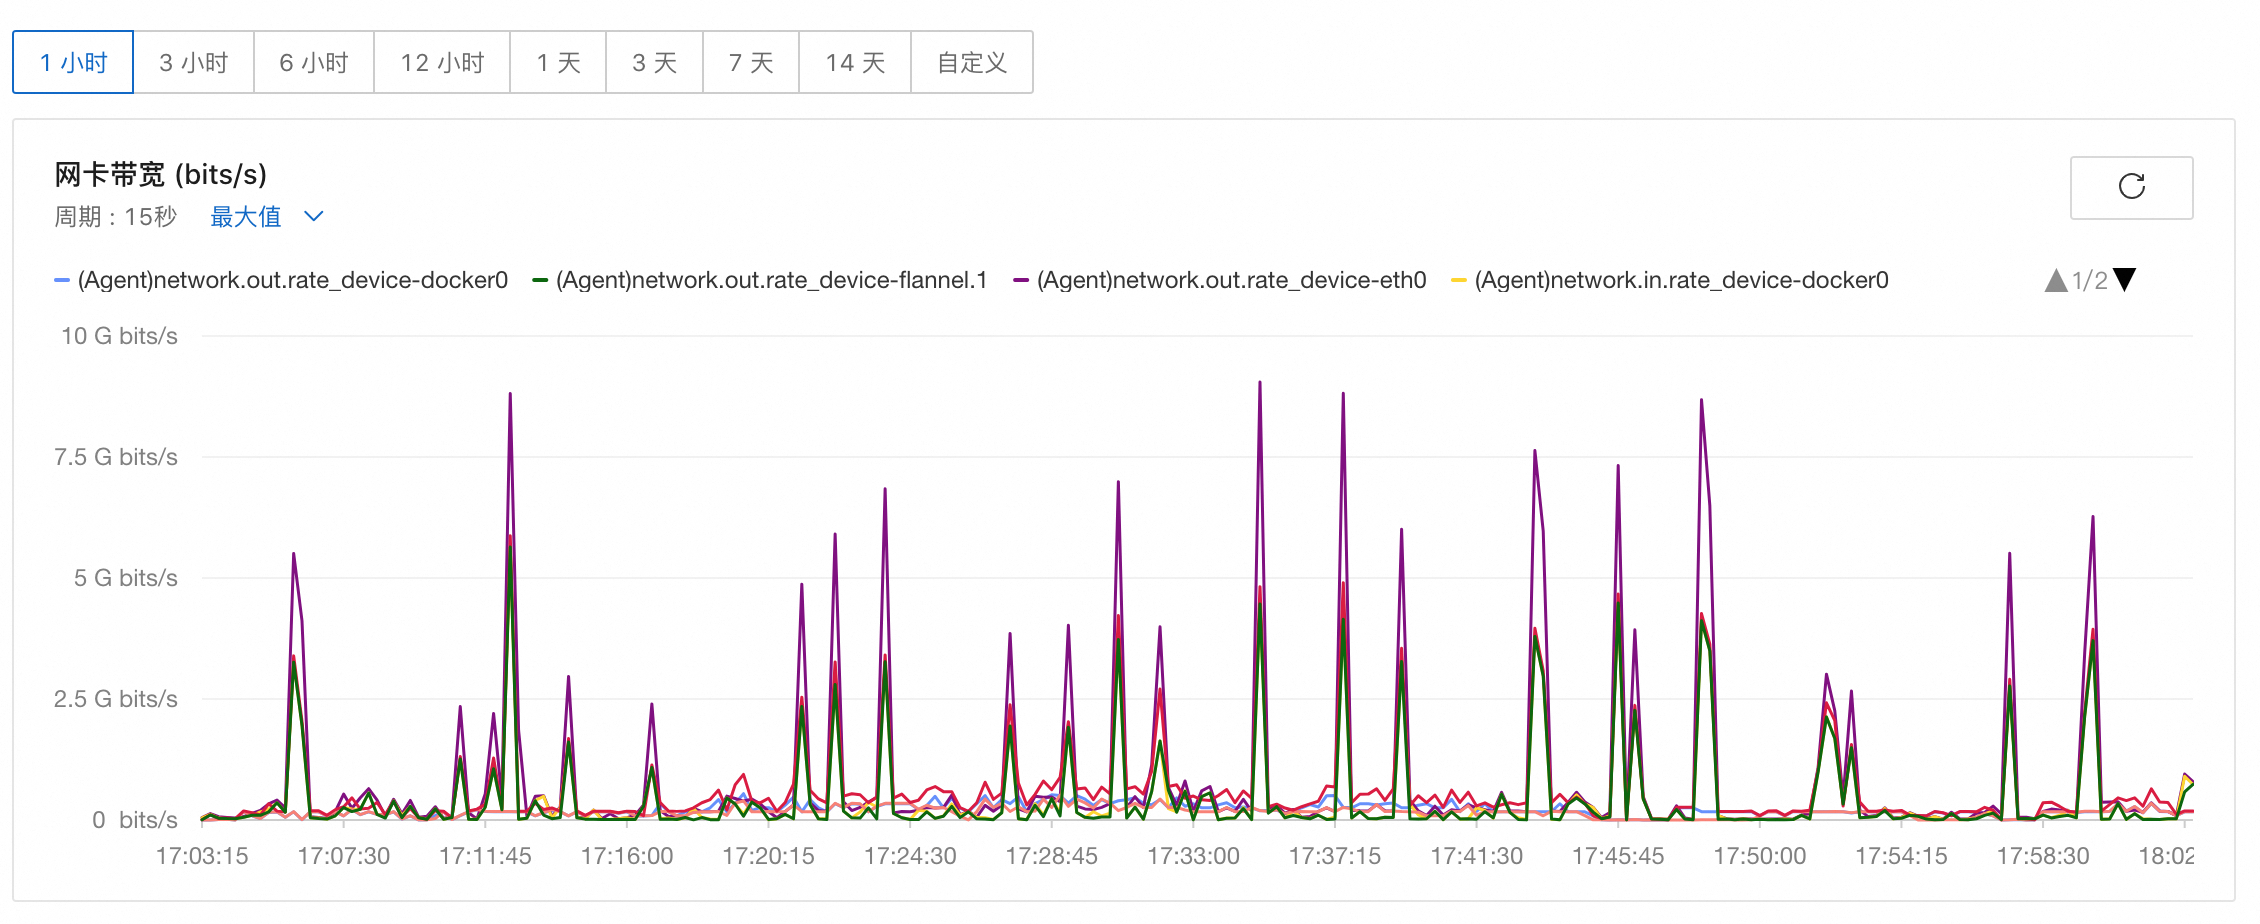 1 小时 3 小时 6 小时 12 小时 1 天 3 天 7 天 14 天 自定义
网卡带宽 (bits/s)
周期 : 15秒 最大值
(Agent)network.out.rate_device-docker0 (Agent)network.out.rate_device-flannel.1 (Agent)network.out.rate_device-eth0 (Agent)network.in.rate_device-docker0 ▲1/2▼
10 G bits/s
7.5 G bits/s
5 G bits/s
2.5 G bits/s
0 bits/s
17:03:15 17:07:30 17:11:45 17:16:00 17:20:15 17:24:30 17:28:45 17:33:00 17:37:15 17:41:30 17:45:45 17:50:00 17:54:15 17:58:30 18:02